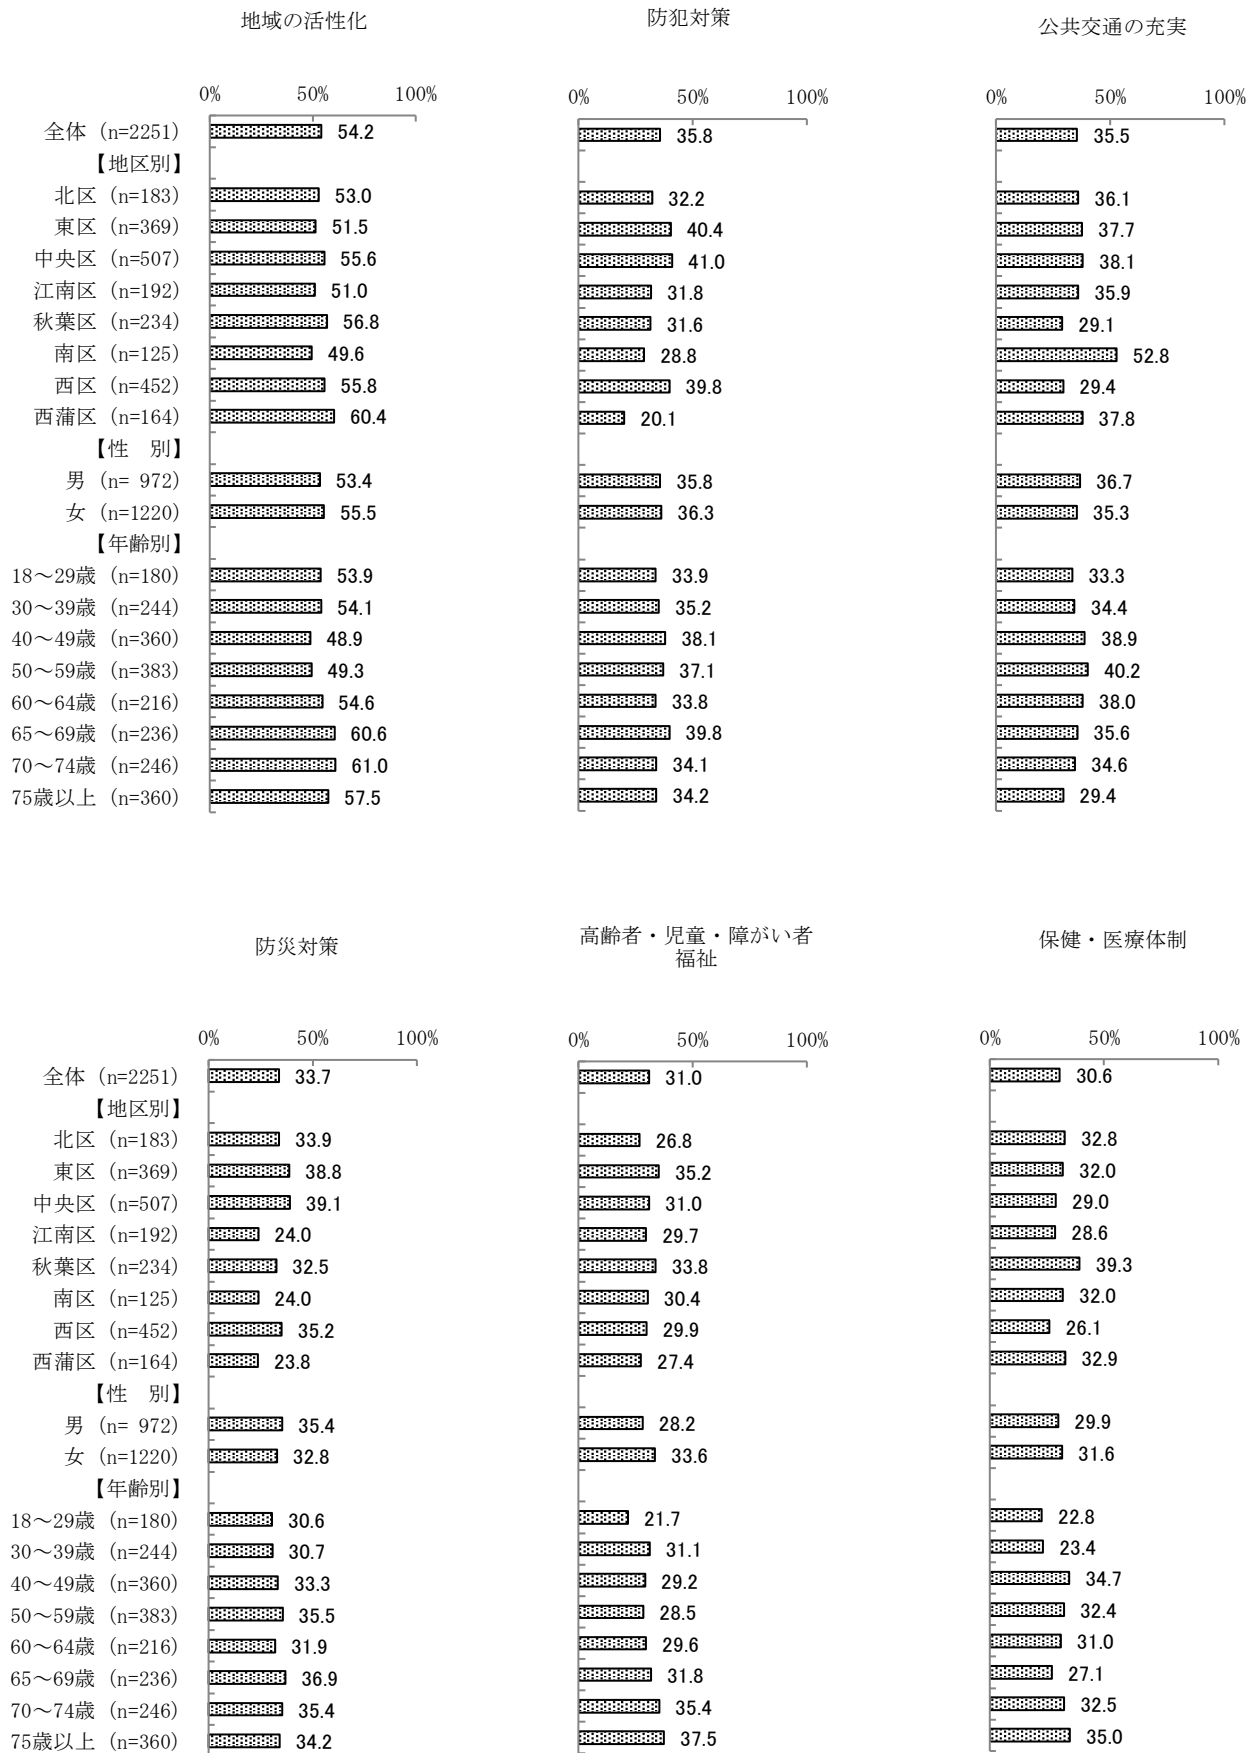 地域の活性化
防犯対策
公共交通の充実
0% 50% 100%
0% 50% 100%
0% 50% 100%
全体 (n=2251) 54.2 35.8 35.5
【地区別】
北区 (n=183) 53.0 32.2 36.1
東区 (n=369) 51.5 40.4 37.7
中央区 (n=507) 55.6 41.0 38.1
江南区 (n=192) 51.0 31.8 35.9
秋葉区 (n=234) 56.8 31.6 29.1
南区 (n=125) 49.6 28.8 52.8
西区 (n=452) 55.8 39.8 29.4
西蒲区 (n=164) 60.4 20.1 37.8
【性　別】
男 (n= 972) 53.4 35.8 36.7
女 (n=1220) 55.5 36.3 35.3
【年齢別】
18～29歳 (n=180) 53.9 33.9 33.3
30～39歳 (n=244) 54.1 35.2 34.4
40～49歳 (n=360) 48.9 38.1 38.9
50～59歳 (n=383) 49.3 37.1 40.2
60～64歳 (n=216) 54.6 33.8 38.0
65～69歳 (n=236) 60.6 39.8 35.6
70～74歳 (n=246) 61.0 34.1 34.6
75歳以上 (n=360) 57.5 34.2 29.4
防災対策
高齢者・児童・障がい者
福祉
保健・医療体制
0% 50% 100%
0% 50% 100%
0% 50% 100%
全体 (n=2251) 33.7 31.0 30.6
【地区別】
北区 (n=183) 33.9 26.8 32.8
東区 (n=369) 38.8 35.2 32.0
中央区 (n=507) 39.1 31.0 29.0
江南区 (n=192) 24.0 29.7 28.6
秋葉区 (n=234) 32.5 33.8 39.3
南区 (n=125) 24.0 30.4 32.0
西区 (n=452) 35.2 29.9 26.1
西蒲区 (n=164) 23.8 27.4 32.9
【性　別】
男 (n= 972) 35.4 28.2 29.9
女 (n=1220) 32.8 33.6 31.6
【年齢別】
18～29歳 (n=180) 30.6 21.7 22.8
30～39歳 (n=244) 30.7 31.1 23.4
40～49歳 (n=360) 33.3 29.2 34.7
50～59歳 (n=383) 35.5 28.5 32.4
60～64歳 (n=216) 31.9 29.6 31.0
65～69歳 (n=236) 36.9 31.8 27.1
70～74歳 (n=246) 35.4 35.4 32.5
75歳以上 (n=360) 34.2 37.5 35.0